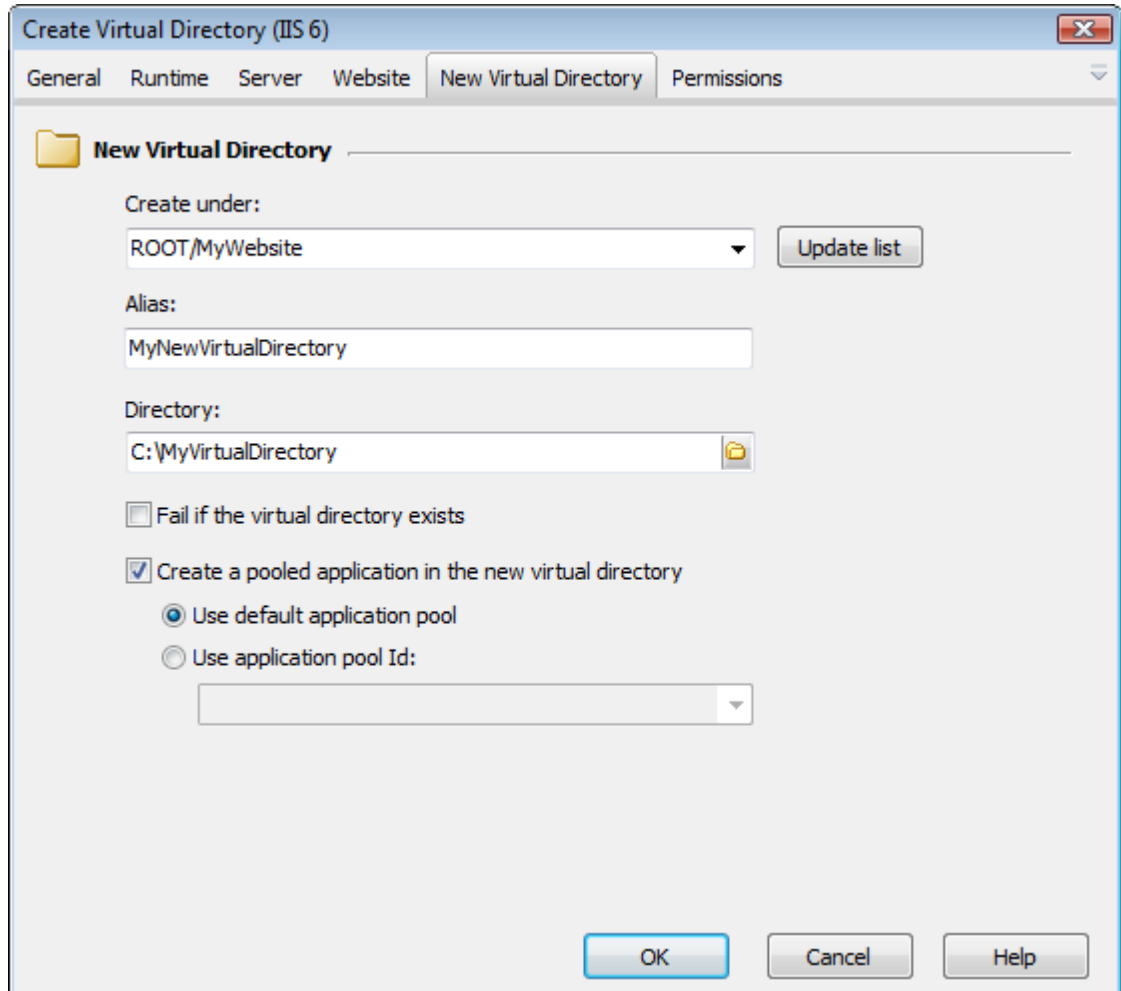 Create Virtual Directory (IIS 6)
General Runtime Server Website New Virtual Directory Permissions
New Virtual Directory
Create under:
ROOT/MyWebsite Update list
Alias:
MyNewVirtualDirectory
Directory:
C:\MyVirtualDirectory
Fail if the virtual directory exists
Create a pooled application in the new virtual directory
Use default application pool
Use application pool Id:
OK Cancel Help